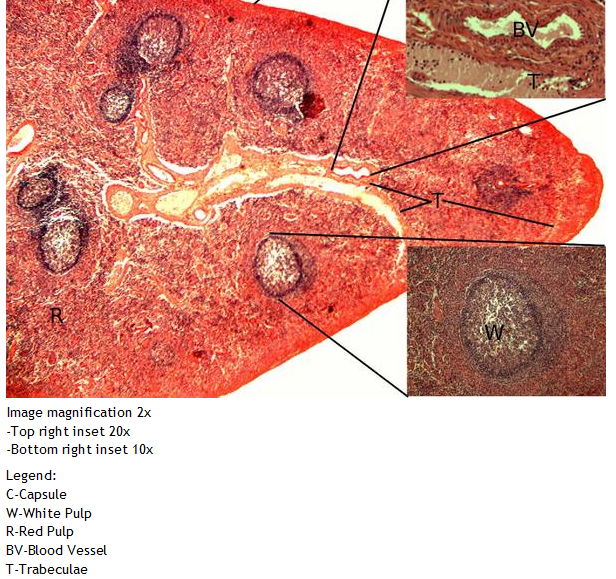 BV
T
T
R
W
Image magnification 2x
-Top right inset 20x
-Bottom right inset 10x
Legend:
C-Capsule
W-White Pulp
R-Red Pulp
BV-Blood Vessel
T-Trabeculae